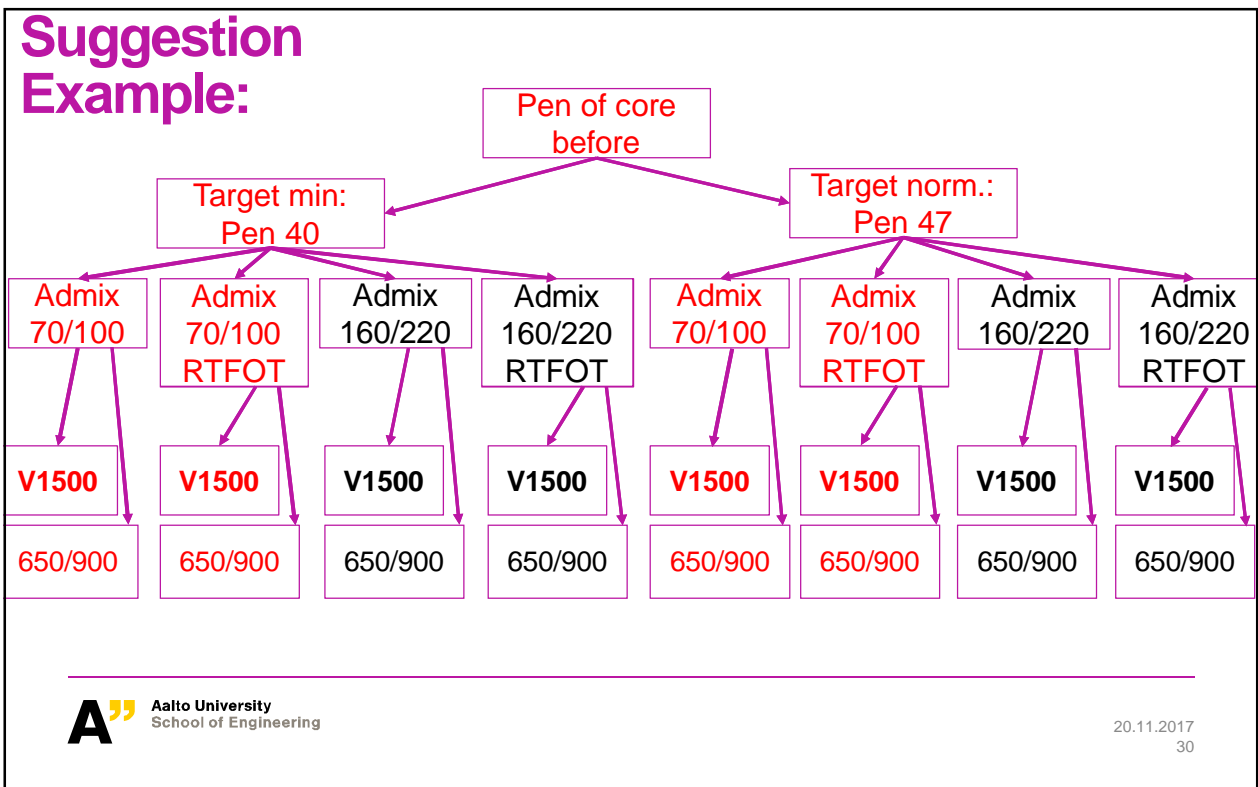 Suggestion
Example:
Pen of core
before
Target min:
Pen 40
Target norm.:
Pen 47
Admix
70/100
Admix
70/100
RTFOT
Admix
160/220
Admix
160/220
RTFOT
Admix
70/100
Admix
70/100
RTFOT
Admix
160/220
Admix
160/220
RTFOT
V1500
V1500
V1500
V1500
V1500
V1500
V1500
V1500
650/900
650/900
650/900
650/900
650/900
650/900
650/900
650/900
A”
Aalto University
School of Engineering
20.11.2017
30